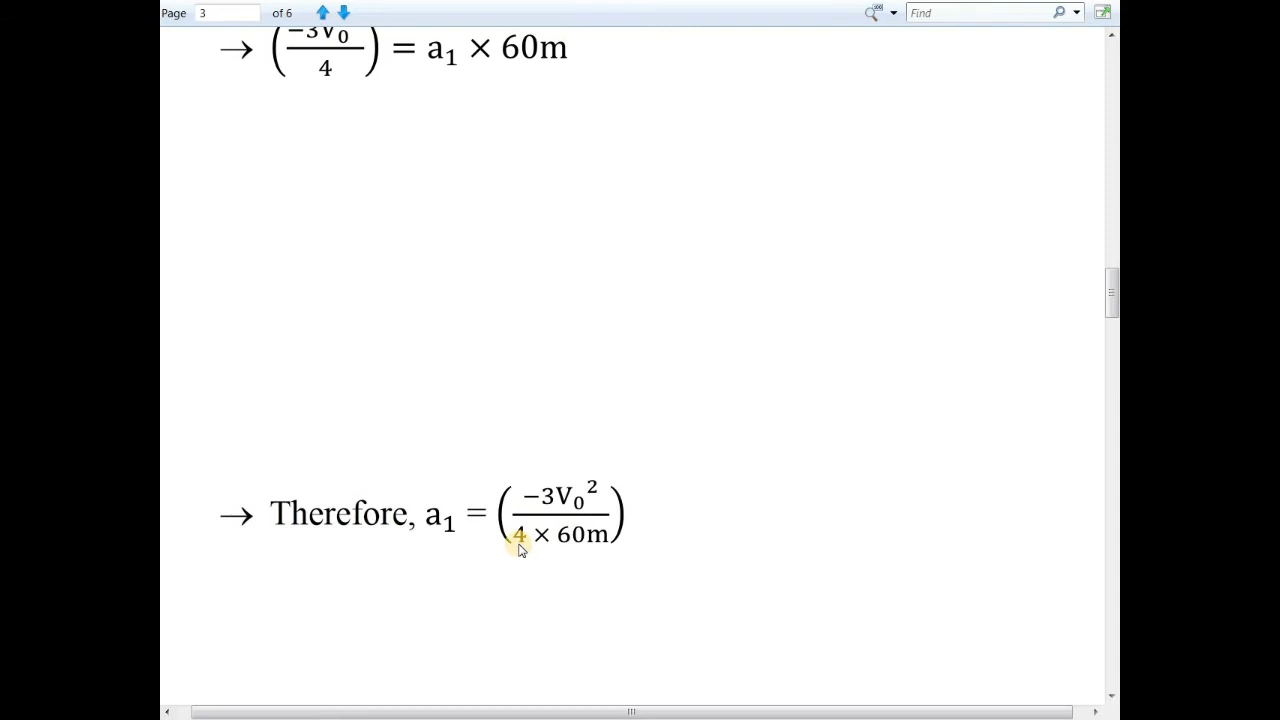 Page 3 of 6 Find
→ (−3V₀ / 4) = a₁ × 60m
→ Therefore, a₁ = (−3V₀² / 4 × 60m)